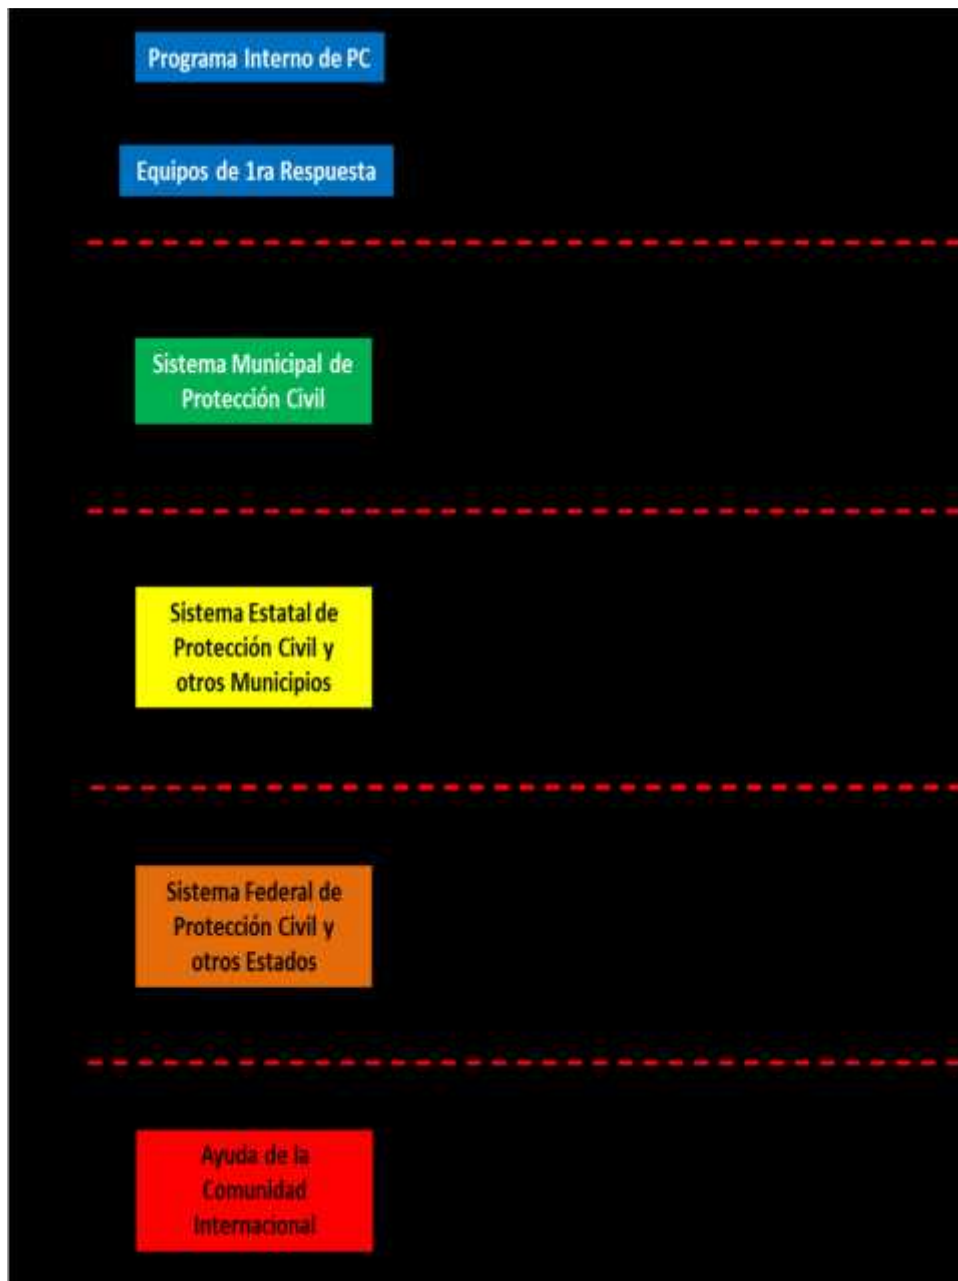 Programa Interno de PC
Equipos de 1ra Respuesta
Sistema Municipal de
Protección Civil
Sistema Estatal de
Protección Civil y
otros Municipios
Sistema Federal de
Protección Civil y
otros Estados
Ayuda de la
Comunidad
Internacional